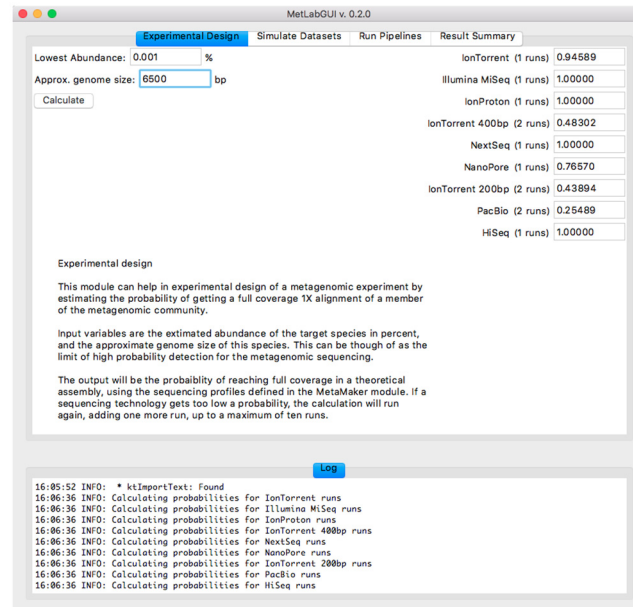 MetLabGUI v. 0.2.0
Experimental Design Simulate Datasets Run Pipelines Result Summary
Lowest Abundance: 0.001 %
Approx. genome size: 6500 bp
Calculate
IonTorrent (1 runs) 0.94589
Illumina MiSeq (1 runs) 1.00000
IonProton (1 runs) 1.00000
IonTorrent 400bp (2 runs) 0.48302
NextSeq (1 runs) 1.00000
NanoPore (1 runs) 0.76570
IonTorrent 200bp (2 runs) 0.43894
PacBio (2 runs) 0.25489
HiSeq (1 runs) 1.00000
Experimental design
This module can help in experimental design of a metagenomic experiment by
estimating the probability of getting a full coverage 1X alignment of a member
of the metagenomic community.
Input variables are the extimated abundance of the target species in percent,
and the approximate genome size of this species. This can be though of as the
limit of high probability detection for the metagenomic sequencing.
The output will be the probaiblity of reaching full coverage in a theoretical
assembly, using the sequencing profiles defined in the MetaMaker module. If a
sequencing technology gets too low a probability, the calculation will run
again, adding one more run, up to a maximum of ten runs.
Log
16:05:52 INFO:  * ktImportText: Found
16:06:36 INFO: Calculating probabilities for IonTorrent runs
16:06:36 INFO: Calculating probabilities for Illumina MiSeq runs
16:06:36 INFO: Calculating probabilities for IonProton runs
16:06:36 INFO: Calculating probabilities for IonTorrent 400bp runs
16:06:36 INFO: Calculating probabilities for NextSeq runs
16:06:36 INFO: Calculating probabilities for NanoPore runs
16:06:36 INFO: Calculating probabilities for IonTorrent 200bp runs
16:06:36 INFO: Calculating probabilities for PacBio runs
16:06:36 INFO: Calculating probabilities for HiSeq runs